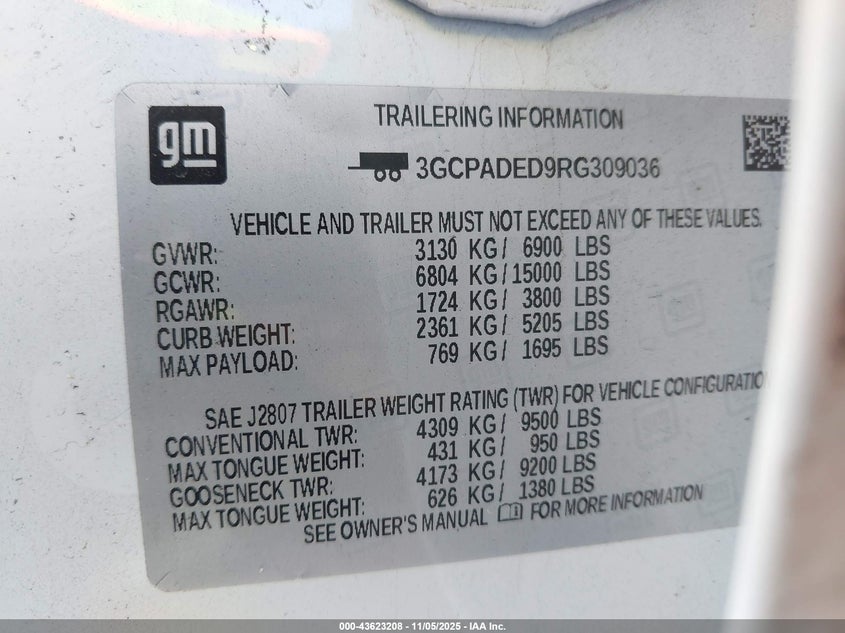 gm
TRAILERING INFORMATION
3GCPADED9RG309036
VEHICLE AND TRAILER MUST NOT EXCEED ANY OF THESE VALUES.
GVWR: 3130 KG / 6900 LBS
GCWR: 6804 KG / 15000 LBS
RGAWR: 1724 KG / 3800 LBS
CURB WEIGHT: 2361 KG / 5205 LBS
MAX PAYLOAD: 769 KG / 1695 LBS
SAE J2807 TRAILER WEIGHT RATING (TWR) FOR VEHICLE CONFIGURATIO
CONVENTIONAL TWR: 4309 KG / 9500 LBS
MAX TONGUE WEIGHT: 431 KG / 950 LBS
GOOSENECK TWR: 4173 KG / 9200 LBS
MAX TONGUE WEIGHT: 626 KG / 1380 LBS
SEE OWNER'S MANUAL FOR MORE INFORMATION
000-43623208 - 11/05/2025 - IAA Inc.